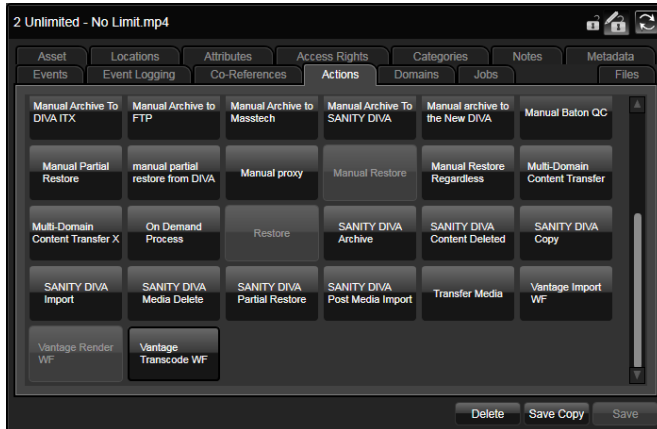 2 Unlimited - No Limit.mp4
Asset Locations Attributes Access Rights Categories Notes Metadata
Events Event Logging Co-References Actions Domains Jobs Files
Manual Archive To DIVA ITX
Manual Archive to FTP
Manual Archive to Masstech
Manual Archive To SANITY DIVA
Manual archive to the New DIVA
Manual Baton QC
Manual Partial Restore
manual partial restore from DIVA
Manual proxy
Manual Restore
Manual Restore Regardless
Multi-Domain Content Transfer
Multi-Domain Content Transfer X
On Demand Process
Restore
SANITY DIVA Archive
SANITY DIVA Content Deleted
SANITY DIVA Copy
SANITY DIVA Import
SANITY DIVA Media Delete
SANITY DIVA Partial Restore
SANITY DIVA Post Media Import
Transfer Media
Vantage Import WF
Vantage Render WF
Vantage Transcode WF
Delete Save Copy Save